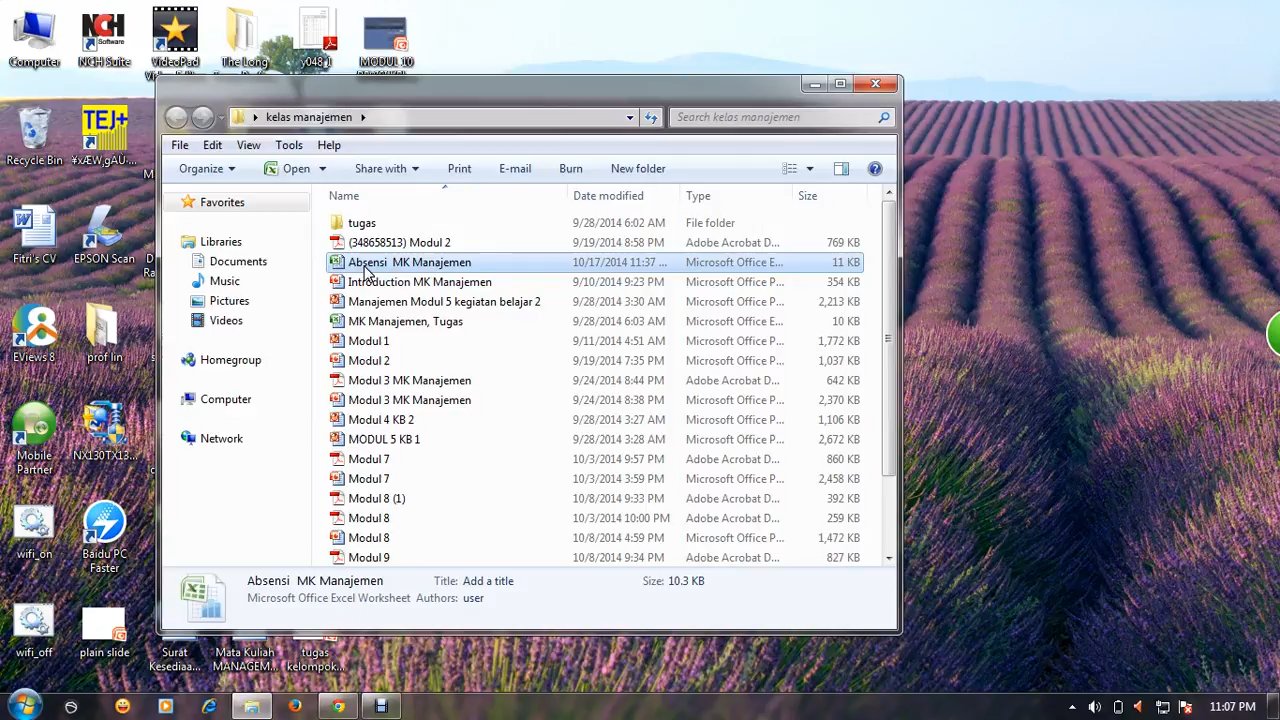 Computer
NCH Suite
VideoPad
The Long
y048 1
MODUL 10
kelas manajemen
Search kelas manajemen
File Edit View Tools Help
Organize Open Share with Print E-mail Burn New folder
Name Date modified Type Size
Favorites
Libraries
Documents
Music
Pictures
Videos
Homegroup
Computer
Network
tugas 9/28/2014 6:02 AM File folder
(348658513) Modul 2 9/19/2014 8:58 PM Adobe Acrobat D... 769 KB
Absensi MK Manajemen 10/17/2014 11:37 ... Microsoft Office E... 11 KB
Introduction MK Manajemen 9/10/2014 9:23 PM Microsoft Office P... 354 KB
Manajemen Modul 5 kegiatan belajar 2 9/28/2014 3:30 AM Microsoft Office P... 2,213 KB
MK Manajemen, Tugas 9/28/2014 6:03 AM Microsoft Office E... 10 KB
Modul 1 9/11/2014 4:51 AM Microsoft Office P... 1,772 KB
Modul 2 9/19/2014 7:35 PM Microsoft Office P... 1,037 KB
Modul 3 MK Manajemen 9/24/2014 8:44 PM Adobe Acrobat D... 642 KB
Modul 3 MK Manajemen 9/24/2014 8:38 PM Microsoft Office P... 2,370 KB
Modul 4 KB 2 9/28/2014 3:27 AM Microsoft Office P... 1,106 KB
MODUL 5 KB 1 9/28/2014 3:28 AM Microsoft Office P... 2,672 KB
Modul 7 10/3/2014 9:57 PM Adobe Acrobat D... 860 KB
Modul 7 10/3/2014 3:59 PM Microsoft Office P... 2,458 KB
Modul 8 (1) 10/8/2014 9:33 PM Adobe Acrobat D... 392 KB
Modul 8 10/3/2014 10:00 PM Adobe Acrobat D... 259 KB
Modul 8 10/8/2014 4:59 PM Microsoft Office P... 1,472 KB
Modul 9 10/8/2014 9:34 PM Adobe Acrobat D... 827 KB
Absensi MK Manajemen Title: Add a title Size: 10.3 KB
Microsoft Office Excel Worksheet Authors: user
Recycle Bin
TEJ+
Fitri's CV
EPSON Scan
EViews 8
prof lin
Mobile
Partner
NX130TX13...
wifi_on
Baidu PC
Faster
wifi_off
plain slide
Surat
Kesediaa...
Mata Kuliah
MANAGEM...
tugas
kelompok...
11:07 PM